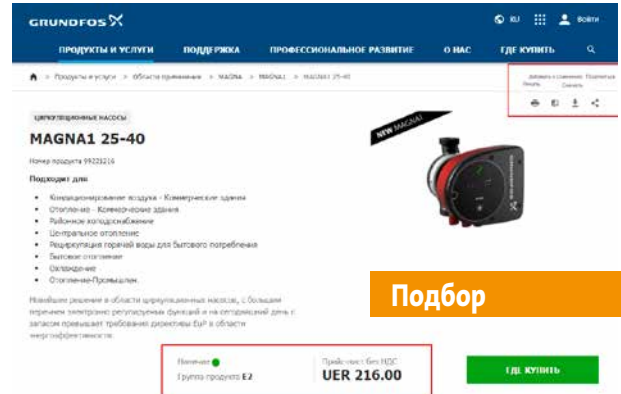 GRUNDFOS
RU
Войти
ПРОДУКТЫ И УСЛУГИ ПОДДЕРЖКА ПРОФЕССИОНАЛЬНОЕ РАЗВИТИЕ О НАС ГДЕ КУПИТЬ
> Продукты и услуги > Области применения > MAGNA > MAGNA1 > MAGNA1 25-40
Добавить к сравнению Поделиться
Печать Скачать
ЦИРКУЛЯЦИОННЫЕ НАСОСЫ
MAGNA1 25-40
NEW MAGNA1
Номер продукта 99221216
Подходит для
• Кондиционирование воздуха - Коммерческие здания
• Отопление - Коммерческие здания
• Районное холодоснабжение
• Центральное отопление
• Рециркуляция горячей воды для бытового потребления
• Бытовое отопление
• Охлаждение
• Отопление-Промышлен
Подбор
Новейшее решение в области циркуляционных насосов, с большим
перечнем электронно регулируемых функций и на сегодняшний день с
запасом превышает требования директивы EuP в области
энергоэффективности.
Наличие
Прайс-лист без НДС
Группа продукта E2
UER 216.00
ГДЕ КУПИТЬ